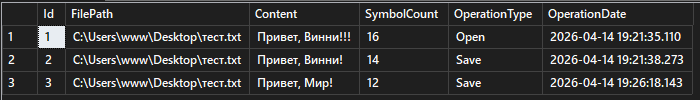 Id FilePath Content SymbolCount OperationType OperationDate
1 1 C:\Users\www\Desktop\тест.txt Привет, Винни!!! 16 Open 2026-04-14 19:21:35.110
2 2 C:\Users\www\Desktop\тест.txt Привет, Винни! 14 Save 2026-04-14 19:21:38.273
3 3 C:\Users\www\Desktop\тест.txt Привет, Мир! 12 Save 2026-04-14 19:26:18.143